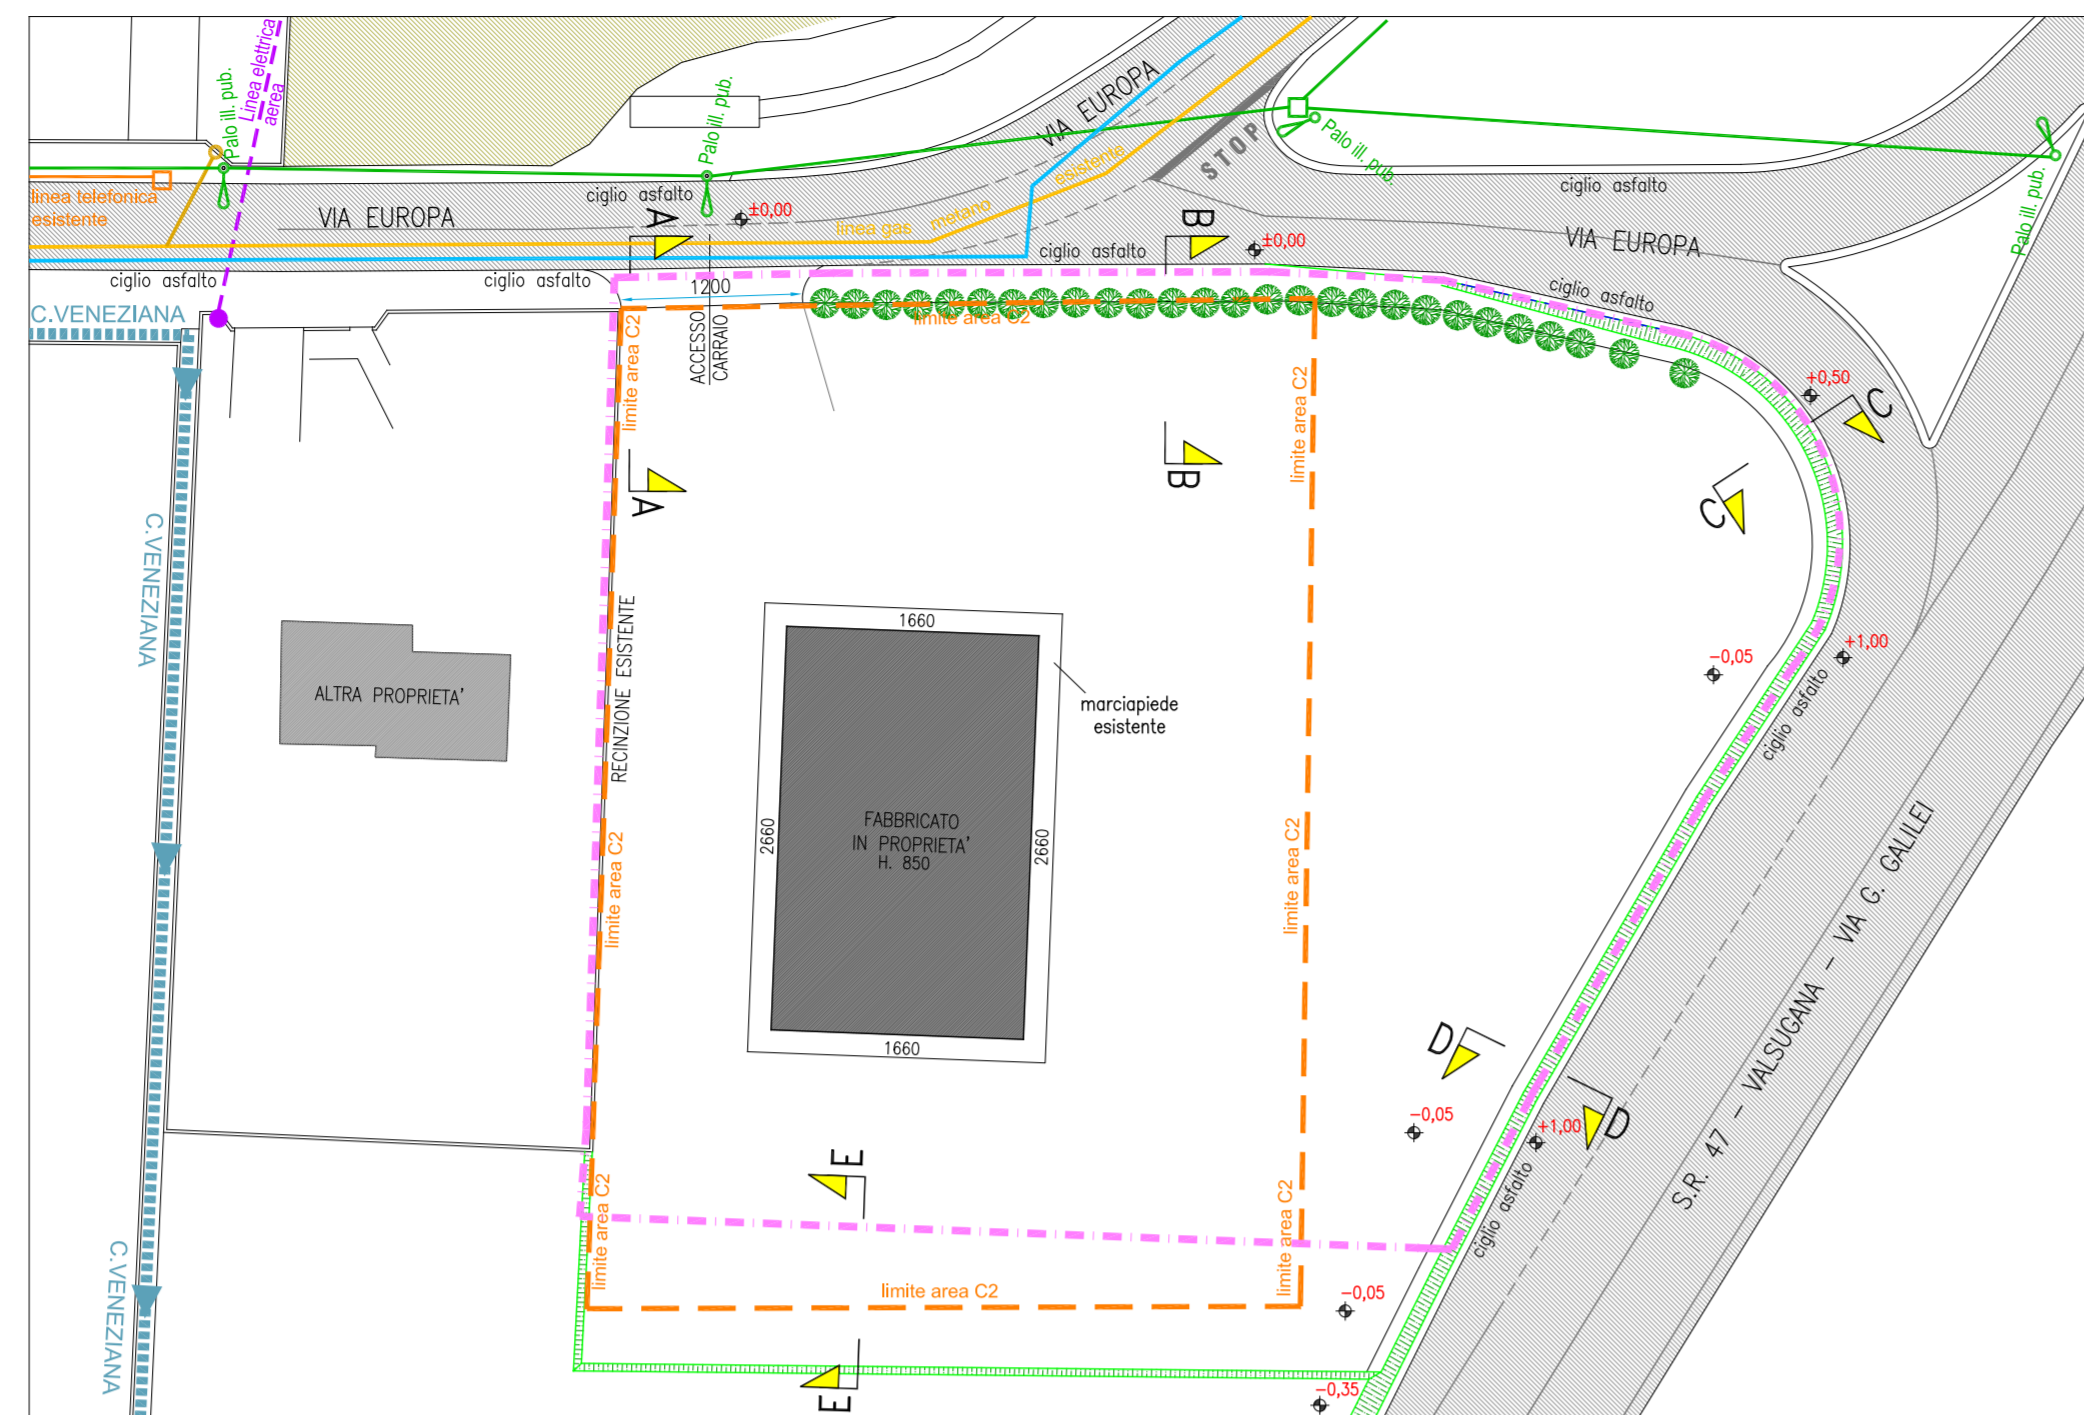 Linea elettrica
aerea
Palo ill. pub.
Palo ill. pub.
VIA EUROPA
STOP
Palo ill. pub.
Palo ill. pub.
linea telefonica
esistente
VIA EUROPA
ciglio asfalto
A
±0,00
linea gas metano esistente
B
±0,00
ciglio asfalto
ciglio asfalto
VIA EUROPA
ciglio asfalto
ciglio asfalto
ciglio asfalto
C.VENEZIANA
1200
ACCESSO
CARRAIO
limite area C2
limite area C2
limite area C2
+0,50
C
A
B
C
C.VENEZIANA
RECINZIONE ESISTENTE
1660
ALTRA PROPRIETA'
marciapiede
esistente
-0,05
+1,00
ciglio asfalto
2660
FABBRICATO
IN PROPRIETA'
H. 850
2660
limite area C2
limite area C2
S.R. 47 - VALSUGANA - VIA G. GALILEI
1660
D
-0,05
+1,00
D
ciglio asfalto
E
limite area C2
limite area C2
limite area C2
-0,05
C.VENEZIANA
E
-0,35